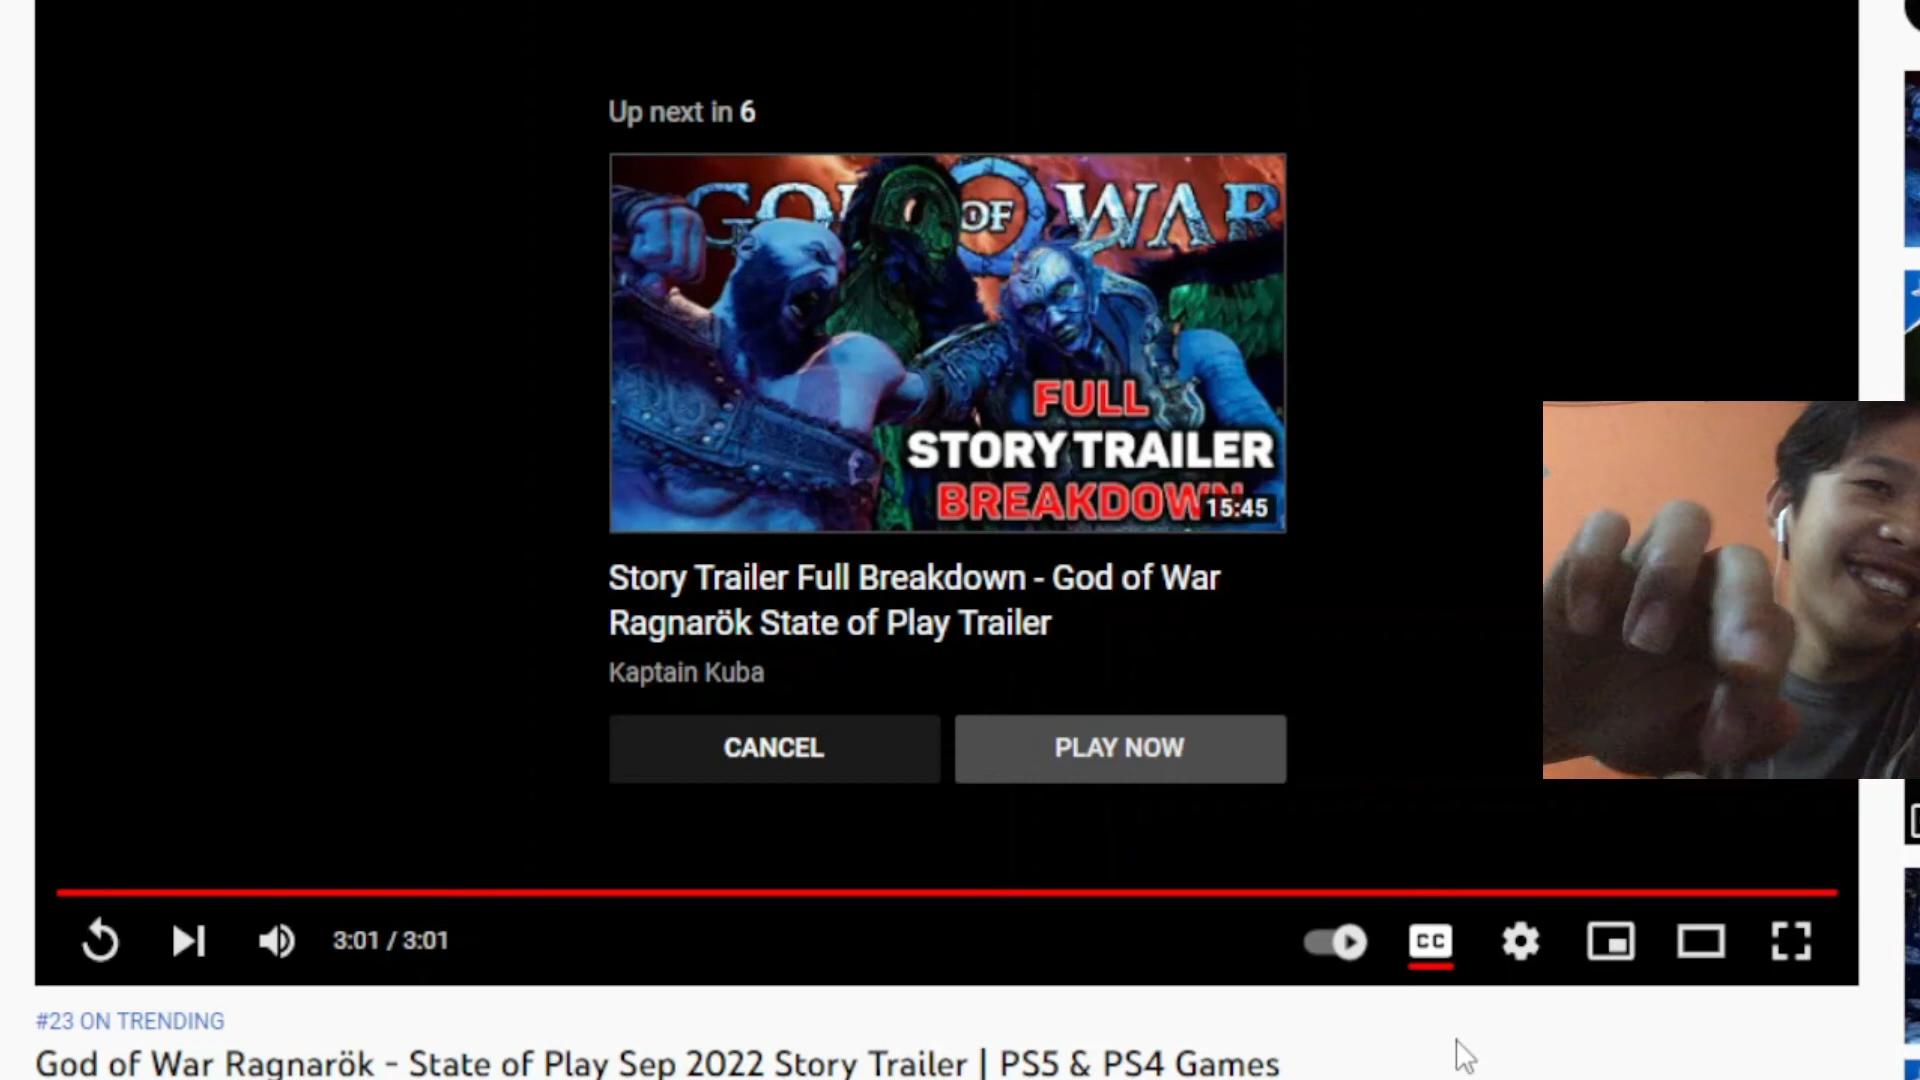 Up next in 6
GOD OF WAR
FULL
STORY TRAILER
BREAKDOWN
15:45
Story Trailer Full Breakdown - God of War
Ragnarök State of Play Trailer
Kaptain Kuba
CANCEL
PLAY NOW
3:01 / 3:01
CC
#23 ON TRENDING
God of War Ragnarök - State of Play Sep 2022 Story Trailer | PS5 & PS4 Games